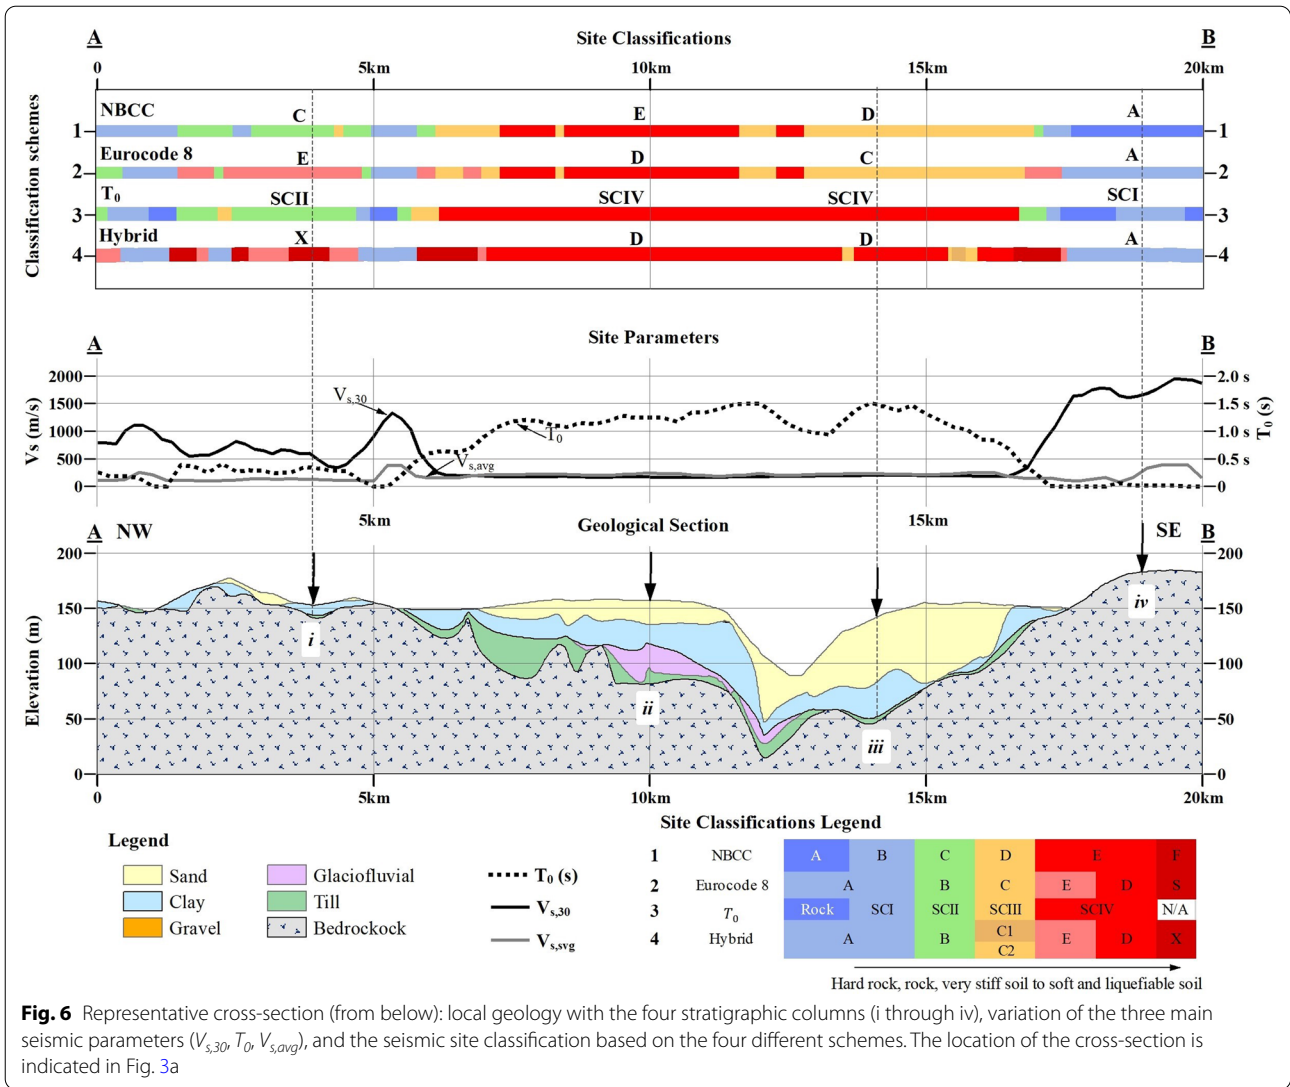 A Site Classifications B
0 5km 10km 15km 20km
Classification schemes
NBCC C E D A
1 1
Eurocode 8 E D C A
2 2
T0 SCII SCIV SCIV SCI
3 3
Hybrid X D D A
4 4
A Site Parameters B
Vs (m/s)
2000 2.0 s
1500 1.5 s
1000 1.0 s
500 0.5 s
0 0
T0 (s)
Vs,30
T0
Vs,avg
5km 15km
A NW Geological Section SE B
Elevation (m)
200 200
150 150
100 100
50 50
0 0
i
ii
iii
iv
0 5km 10km 15km 20km
Legend
Sand
Clay
Gravel
Glaciofluvial
Till
Bedrockock
T0 (s)
Vs,30
Vs,svg
Site Classifications Legend
1 NBCC A B C D E F
2 Eurocode 8 A B C E D S
3 T0 Rock SCI SCII SCIII SCIV N/A
4 Hybrid A B C1 C2 E D X
Hard rock, rock, very stiff soil to soft and liquefiable soil
Fig. 6 Representative cross-section (from below): local geology with the four stratigraphic columns (i through iv), variation of the three main
seismic parameters (Vs,30, T0, Vs,avg), and the seismic site classification based on the four different schemes. The location of the cross-section is
indicated in Fig. 3a